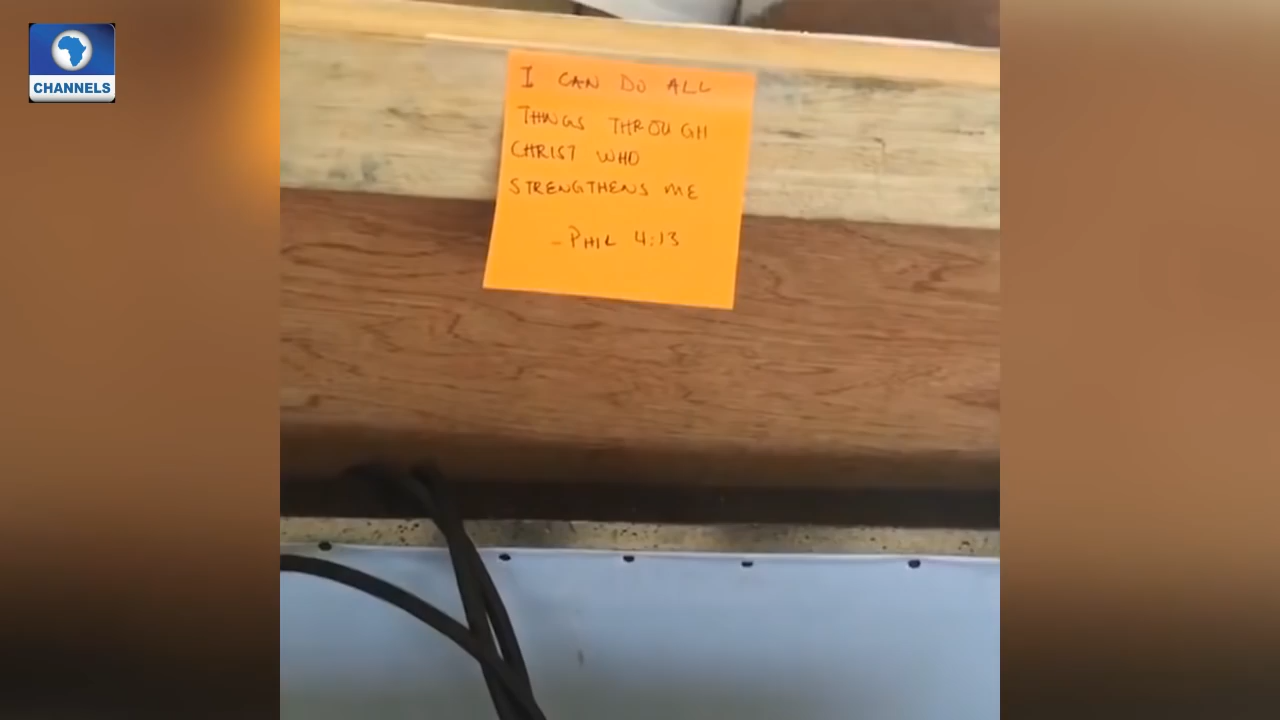 CHANNELS
I CAN DO ALL
THINGS THROUGH
CHRIST WHO
STRENGTHENS ME
- PHIL 4:13